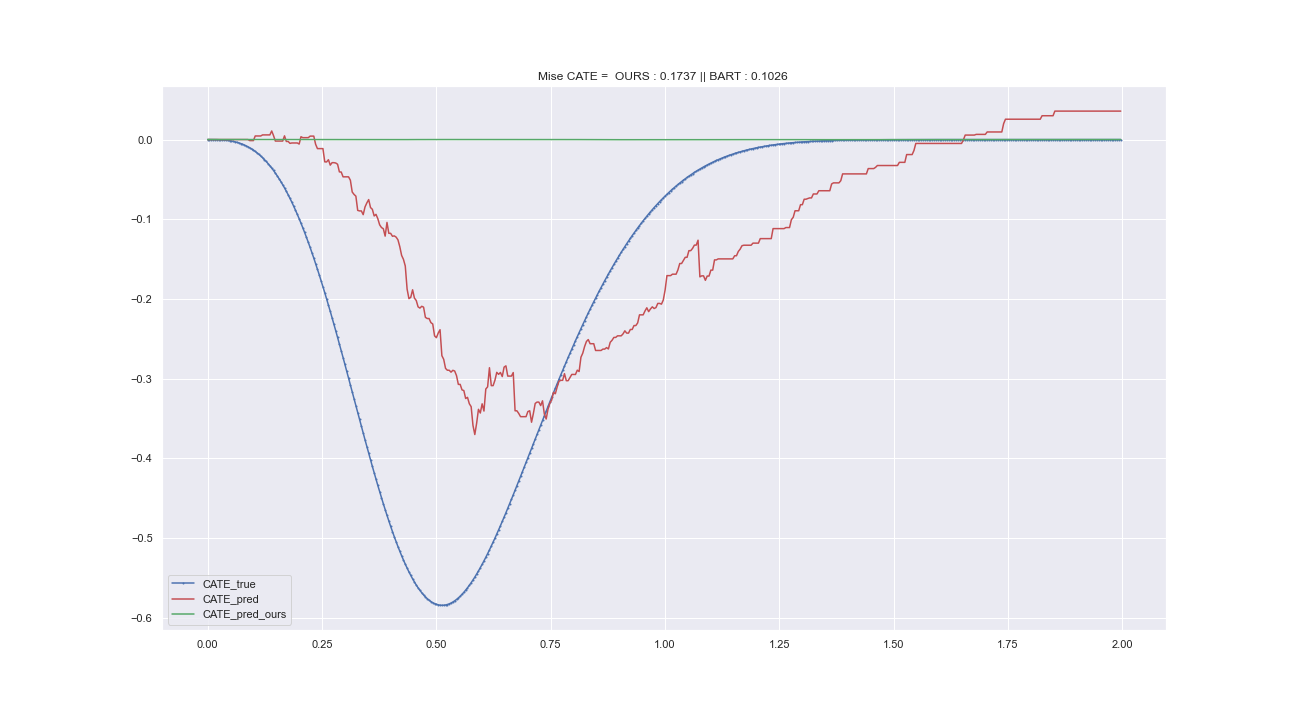 Mise CATE =  OURS : 0.1737 || BART : 0.1026
0.0
−0.1
−0.2
−0.3
−0.4
−0.5
−0.6
CATE_true
CATE_pred
CATE_pred_ours
0.00 0.25 0.50 0.75 1.00 1.25 1.50 1.75 2.00